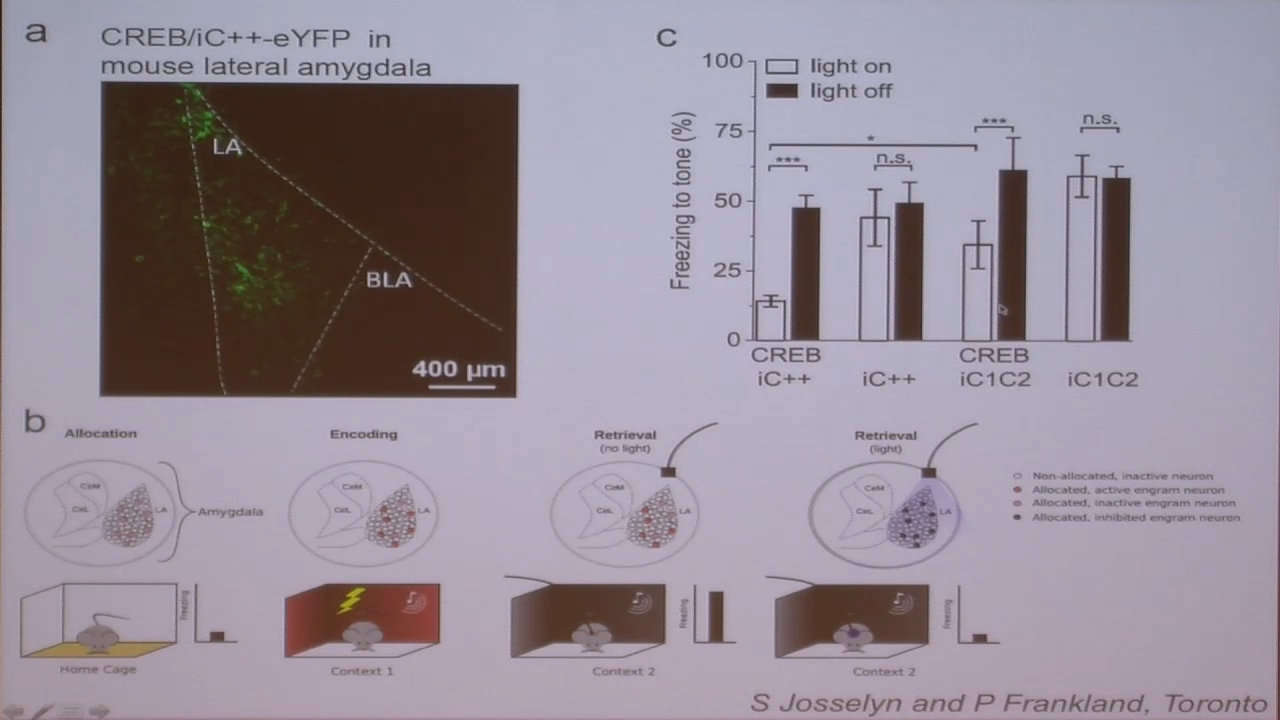 a
CREB/iC++-eYFP in
mouse lateral amygdala
LA
BLA
400 µm
c
light on
light off
Freezing to tone (%)
100
75
50
25
0
***
*
n.s.
***
n.s.
CREB
iC++
iC++
CREB
iC1C2
iC1C2
b
Allocation
CeM
CeL
LA
Amygdala
Encoding
CeM
CeL
LA
Retrieval
(no light)
CeM
CeL
LA
Retrieval
(light)
CeM
CeL
LA
Non-allocated, inactive neuron
Allocated, active engram neuron
Allocated, inactive engram neuron
Allocated, inhibited engram neuron
Freezing
Home Cage
Context 1
Freezing
Context 2
Freezing
Context 2
S Josselyn and P Frankland, Toronto